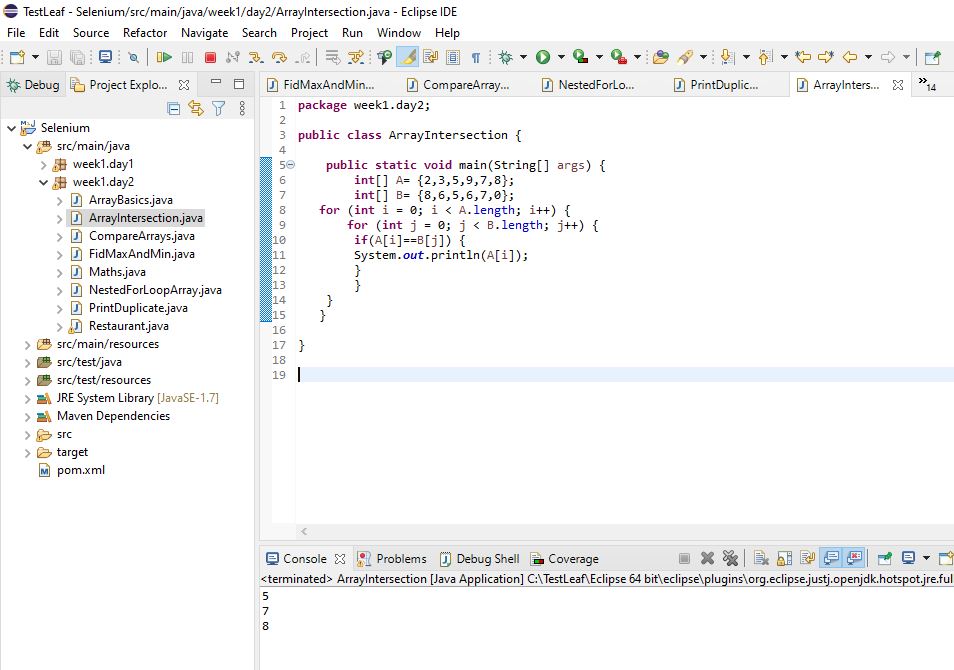 TestLeaf - Selenium/src/main/java/week1/day2/ArrayIntersection.java - Eclipse IDE
File Edit Source Refactor Navigate Search Project Run Window Help
Debug Project Explo...
Selenium
src/main/java
week1.day1
week1.day2
ArrayBasics.java
ArrayIntersection.java
CompareArrays.java
FidMaxAndMin.java
Maths.java
NestedForLoopArray.java
PrintDuplicate.java
Restaurant.java
src/main/resources
src/test/java
src/test/resources
JRE System Library [JavaSE-1.7]
Maven Dependencies
src
target
pom.xml
FidMaxAndMin... CompareArray... NestedForLo... PrintDuplic... ArrayInters... »14
1 package week1.day2;
2
3 public class ArrayIntersection {
4
5 public static void main(String[] args) {
6 int[] A= {2,3,5,9,7,8};
7 int[] B= {8,6,5,6,7,0};
8 for (int i = 0; i < A.length; i++) {
9 for (int j = 0; j < B.length; j++) {
10 if(A[i]==B[j]) {
11 System.out.println(A[i]);
12 }
13 }
14 }
15 }
16
17 }
18
19
Console Problems Debug Shell Coverage
<terminated> ArrayIntersection [Java Application] C:\TestLeaf\Eclipse 64 bit\eclipse\plugins\org.eclipse.justj.openjdk.hotspot.jre.full
5
7
8